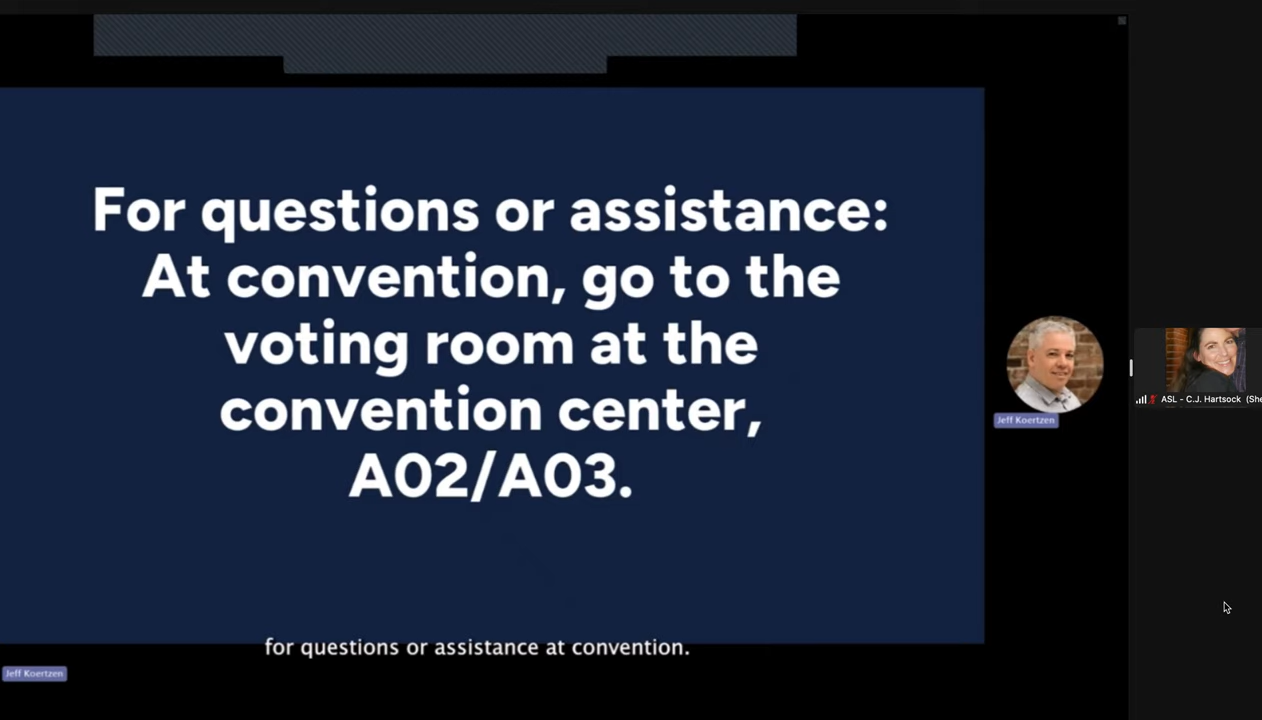 For questions or assistance:
At convention, go to the
voting room at the
convention center,
A02/A03.
for questions or assistance at convention.
Jeff Koertzen
Jeff Koertzen
ASL - C.J. Hartsock (She